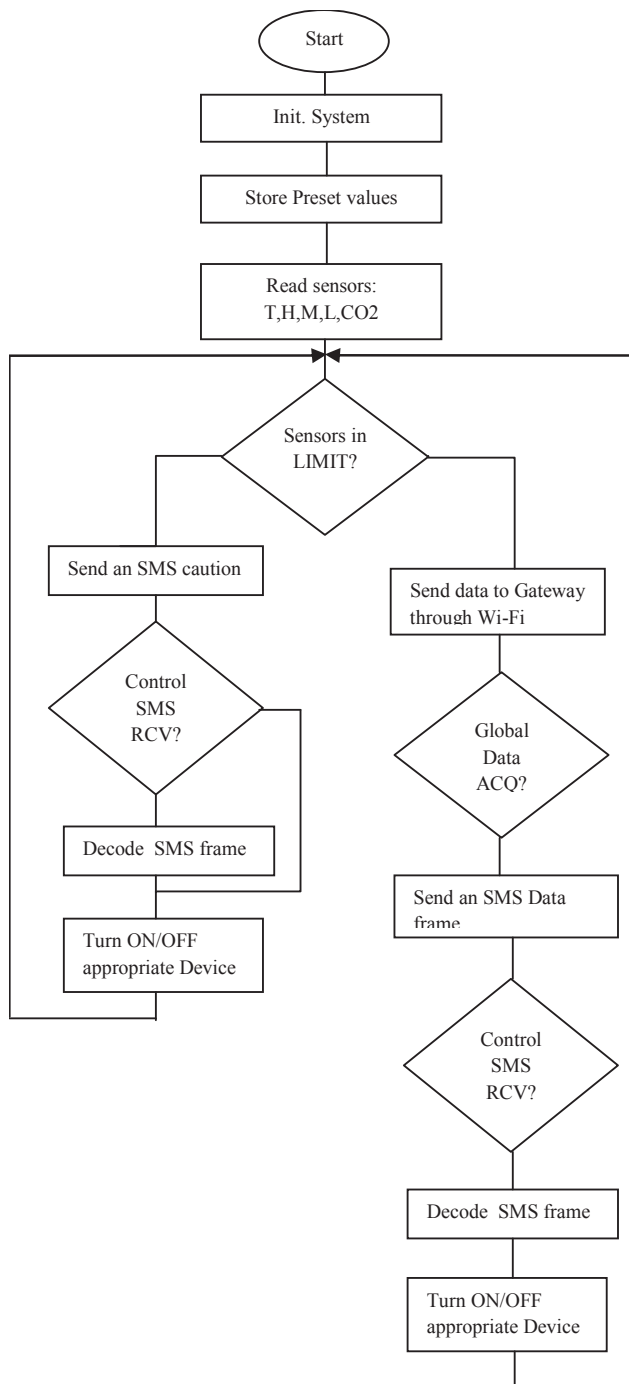 Start
Init. System
Store Preset values
Read sensors:
T,H,M,L,CO2
Sensors in
LIMIT?
Send an SMS caution
Control
SMS
RCV?
Decode SMS frame
Turn ON/OFF
appropriate Device
Send data to Gateway
through Wi-Fi
Global
Data
ACQ?
Send an SMS Data
frame
Control
SMS
RCV?
Decode SMS frame
Turn ON/OFF
appropriate Device